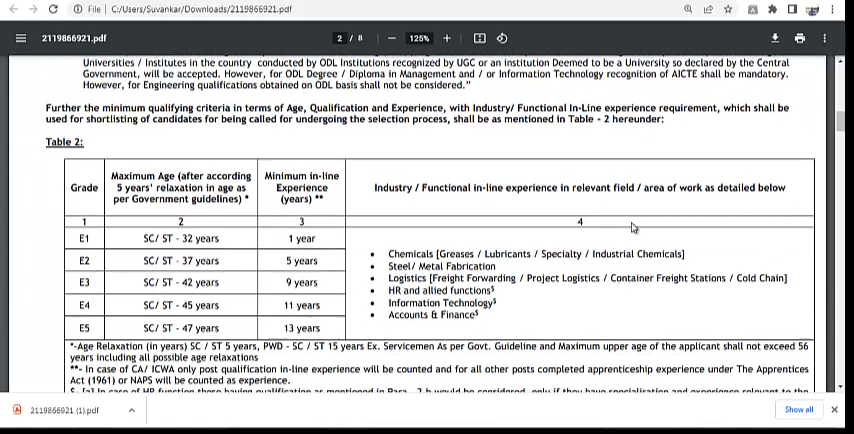 File | C:/Users/Suvankar/Downloads/2119866921.pdf
2119866921.pdf
2 / 8
125%
Universities / Institutes in the country conducted by ODL Institutions recognized by UGC or an institution Deemed to be a University so declared by the Central
Government, will be accepted. However, for ODL Degree / Diploma in Management and / or Information Technology recognition of AICTE shall be mandatory.
However, for Engineering qualifications obtained on ODL basis shall not be considered."
Further the minimum qualifying criteria in terms of Age, Qualification and Experience, with Industry/ Functional In-Line experience requirement, which shall be
used for shortlisting of candidates for being called for undergoing the selection process, shall be as mentioned in Table - 2 hereunder:
Table 2:
Grade
Maximum Age (after according
5 years' relaxation in age as
per Government guidelines) *
Minimum in-line
Experience
(years) **
Industry / Functional in-line experience in relevant field / area of work as detailed below
1 2 3 4
E1 SC/ ST - 32 years 1 year
E2 SC/ ST - 37 years 5 years
E3 SC/ ST - 42 years 9 years
E4 SC/ ST - 45 years 11 years
E5 SC/ ST - 47 years 13 years
• Chemicals [Greases / Lubricants / Specialty / Industrial Chemicals]
• Steel/ Metal Fabrication
• Logistics [Freight Forwarding / Project Logistics / Container Freight Stations / Cold Chain]
• HR and allied functions$
• Information Technology$
• Accounts & Finance$
*-Age Relaxation (in years) SC / ST 5 years, PWD - SC / ST 15 years Ex. Servicemen As per Govt. Guideline and Maximum upper age of the applicant shall not exceed 56
years including all possible age relaxations
**- In case of CA/ ICWA only post qualification in-line experience will be counted and for all other posts completed apprenticeship experience under The Apprentices
Act (1961) or NAPS will be counted as experience.
2119866921 (1).pdf
Show all